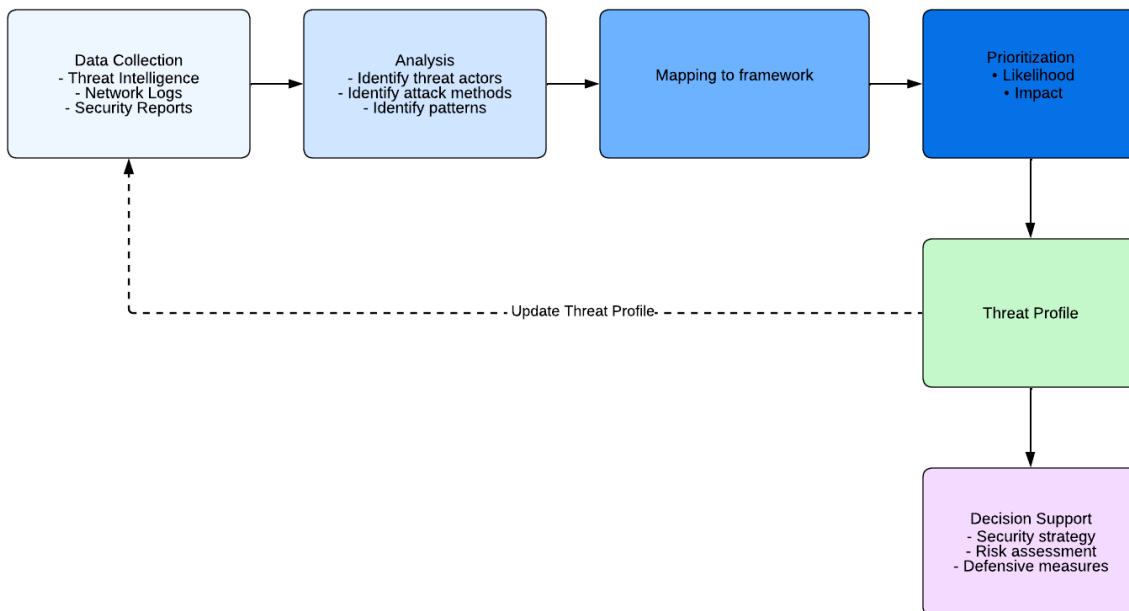 Data Collection
- Threat Intelligence
- Network Logs
- Security Reports
Analysis
- Identify threat actors
- Identify attack methods
- Identify patterns
Mapping to framework
Prioritization
• Likelihood
• Impact
Update Threat Profile
Threat Profile
Decision Support
- Security strategy
- Risk assessment
- Defensive measures